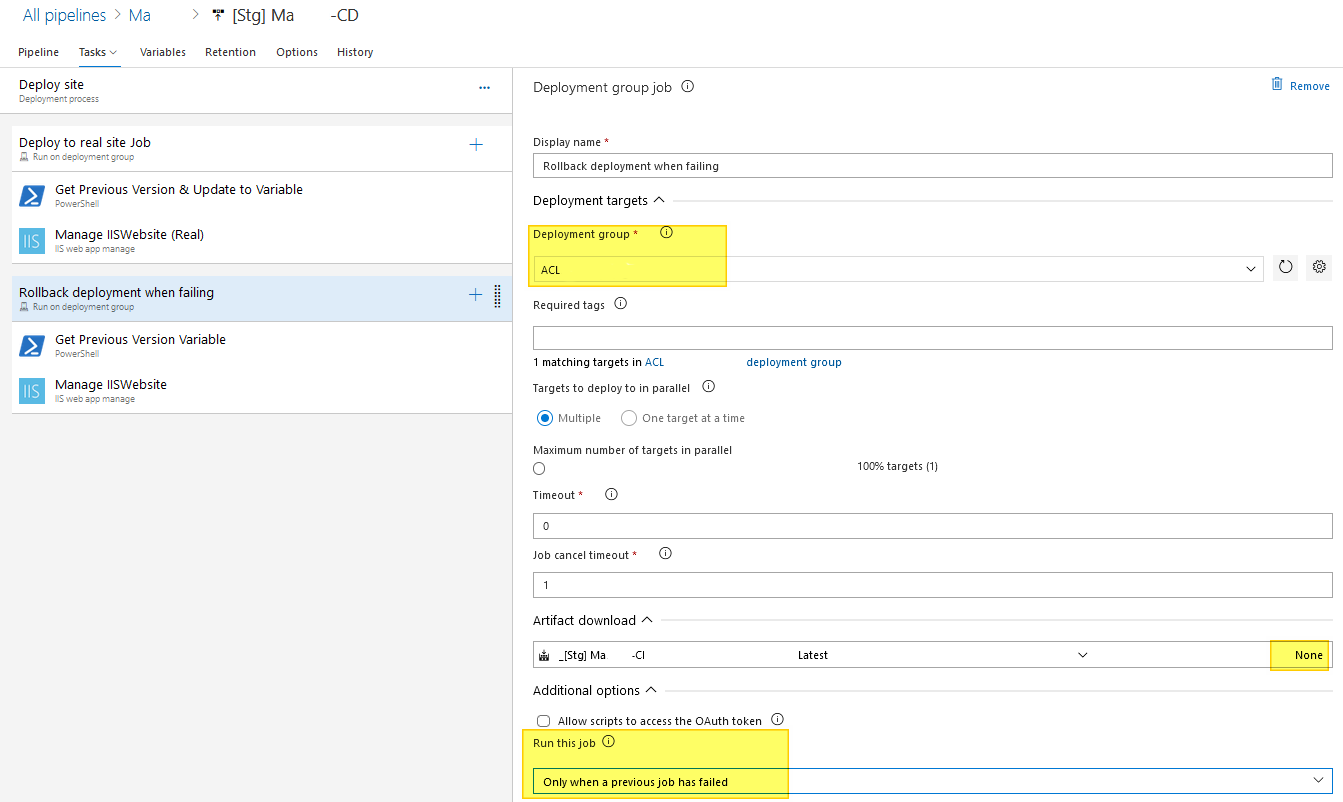 All pipelines > Ma > [Stg] Ma -CD
Pipeline Tasks Variables Retention Options History
Deploy site
Deployment process
...
Deploy to real site Job
Run on deployment group
Get Previous Version & Update to Variable
PowerShell
IIS
Manage IISWebsite (Real)
IIS web app manage
Rollback deployment when failing
Run on deployment group
Get Previous Version Variable
PowerShell
IIS
Manage IISWebsite
IIS web app manage
Deployment group job
Remove
Display name *
Rollback deployment when failing
Deployment targets
Deployment group *
ACL
Required tags
1 matching targets in ACL deployment group
Targets to deploy to in parallel
Multiple One target at a time
Maximum number of targets in parallel
100% targets (1)
Timeout *
0
Job cancel timeout *
1
Artifact download
_[Stg] Ma -CI Latest None
Additional options
Allow scripts to access the OAuth token
Run this job
Only when a previous job has failed